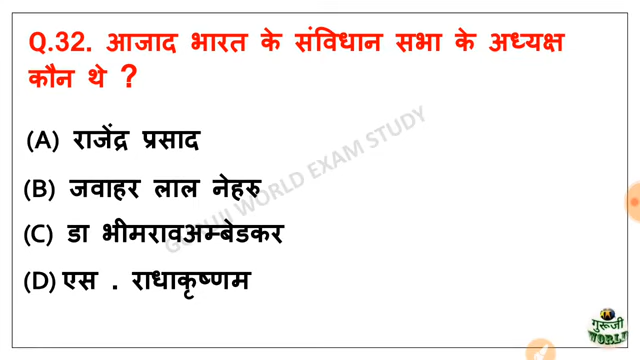 Q.32. आजाद भारत के संविधान सभा के अध्यक्ष
कौन थे ?
(A) राजेंद्र प्रसाद
(B) जवाहर लाल नेहरु
(C) डा भीमरावअम्बेडकर
(D) एस . राधाकृष्णम
GURUJI WORLD EXAM STUDY
गुरूजी
WORLD